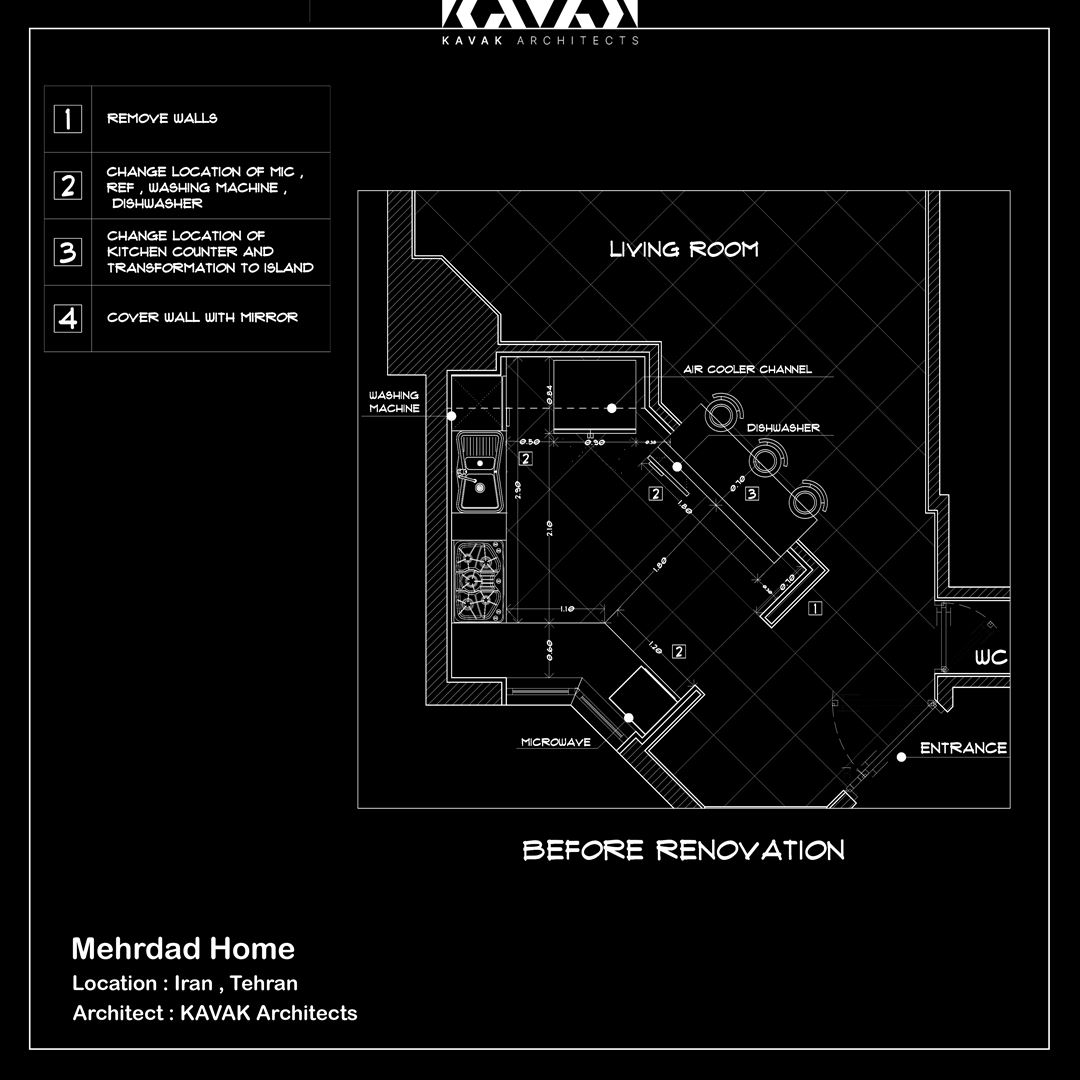 KAVAK
KAVAK ARCHITECTS
1
REMOVE WALLS
2
CHANGE LOCATION OF MIC ,
REF , WASHING MACHINE ,
DISHWASHER
3
CHANGE LOCATION OF
KITCHEN COUNTER AND
TRANSFORMATION TO ISLAND
4
COVER WALL WITH MIRROR
LIVING ROOM
AIR COOLER CHANNEL
WASHING
MACHINE
0.84
DISHWASHER
0.50
0.90
2
2.90
2
0.70
3
1.80
2.10
1.80
0.70
1.10
1
1.20
2
0.60
WC
MICROWAVE
ENTRANCE
BEFORE RENOVATION
Mehrdad Home
Location : Iran , Tehran
Architect : KAVAK Architects